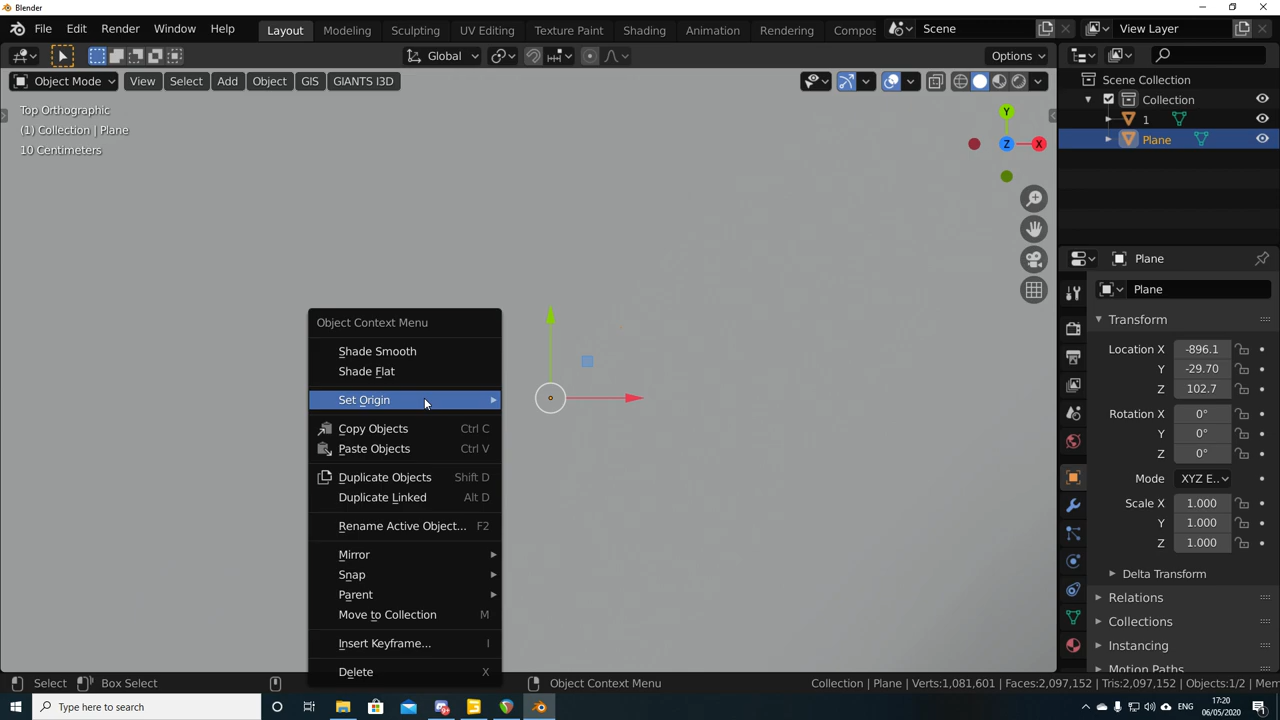 Blender
File Edit Render Window Help Layout Modeling Sculpting UV Editing Texture Paint Shading Animation Rendering Compos Scene View Layer
Global Options
Object Mode View Select Add Object GIS GIANTS I3D
Top Orthographic
(1) Collection | Plane
10 Centimeters
Y
Z
X
Scene Collection
Collection
1
Plane
Object Context Menu
Shade Smooth
Shade Flat
Set Origin
Copy Objects Ctrl C
Paste Objects Ctrl V
Duplicate Objects Shift D
Duplicate Linked Alt D
Rename Active Object... F2
Mirror
Snap
Parent
Move to Collection M
Insert Keyframe... I
Delete X
Plane
Plane
Transform
Location X -896.1
Y -29.70
Z 102.7
Rotation X 0°
Y 0°
Z 0°
Mode XYZ E..
Scale X 1.000
Y 1.000
Z 1.000
Delta Transform
Relations
Collections
Instancing
Motion Paths
Select Box Select Object Context Menu Collection | Plane | Verts:1,081,601 | Faces:2,097,152 | Tris:2,097,152 | Objects:1/2 | Mem
Type here to search
17:20
06/05/2020